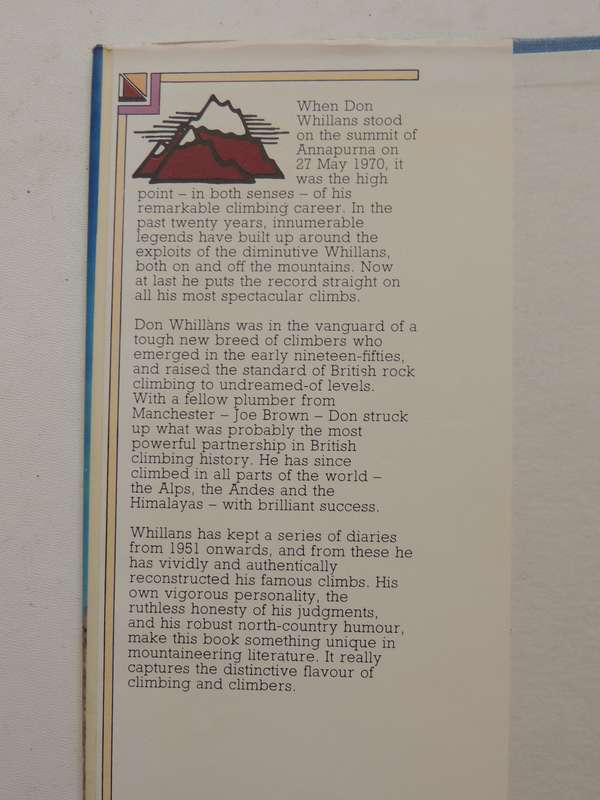 When Don
Whillans stood
on the summit of
Annapurna on
27 May 1970, it
was the high
point – in both senses – of his
remarkable climbing career. In the
past twenty years, innumerable
legends have built up around the
exploits of the diminutive Whillans,
both on and off the mountains. Now
at last he puts the record straight on
all his most spectacular climbs.
Don Whillans was in the vanguard of a
tough new breed of climbers who
emerged in the early nineteen-fifties,
and raised the standard of British rock
climbing to undreamed-of levels.
With a fellow plumber from
Manchester – Joe Brown – Don struck
up what was probably the most
powerful partnership in British
climbing history. He has since
climbed in all parts of the world –
the Alps, the Andes and the
Himalayas – with brilliant success.
Whillans has kept a series of diaries
from 1951 onwards, and from these he
has vividly and authentically
reconstructed his famous climbs. His
own vigorous personality, the
ruthless honesty of his judgments,
and his robust north-country humour,
make this book something unique in
mountaineering literature. It really
captures the distinctive flavour of
climbing and climbers.